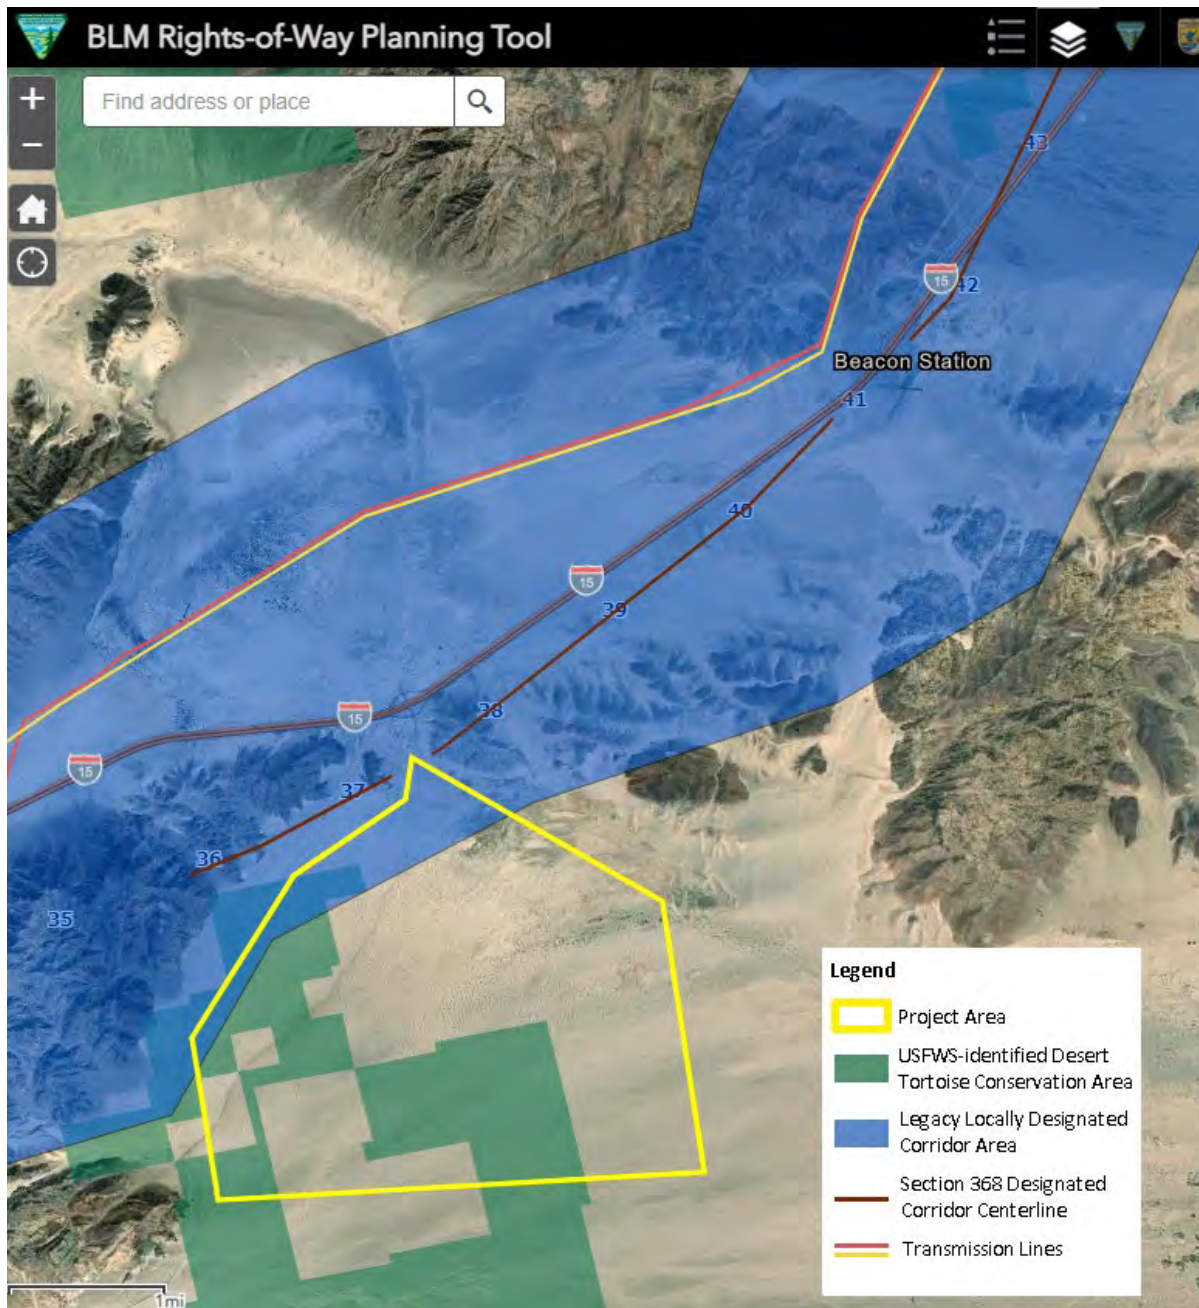 BLM Rights-of-Way Planning Tool
+
Find address or place
−
43
15
42
Beacon Station
41
40
15
39
38
15
15
37
36
35
Legend
Project Area
USFWS-identified Desert
Tortoise Conservation Area
Legacy Locally Designated
Corridor Area
Section 368 Designated
Corridor Centerline
Transmission Lines
1mi